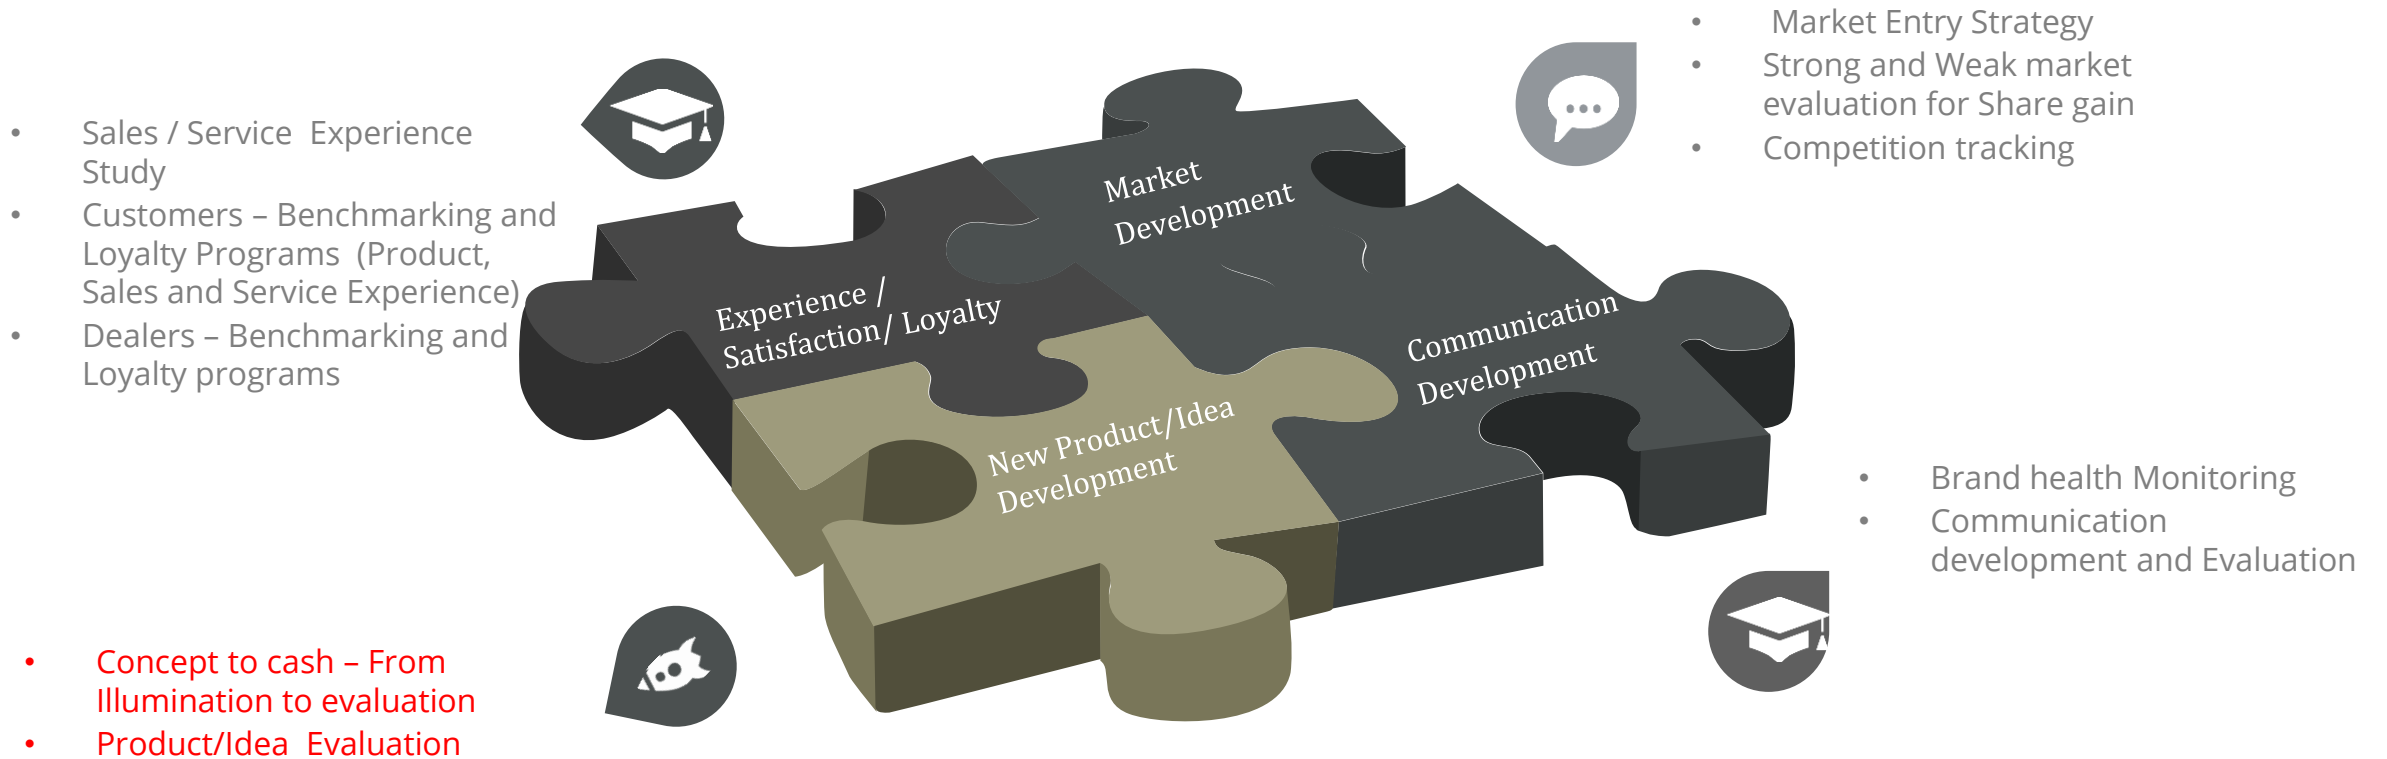 • Sales / Service  Experience
Study
• Customers – Benchmarking and
Loyalty Programs  (Product,
Sales and Service Experience)
• Dealers – Benchmarking and
Loyalty programs
• Market Entry Strategy
• Strong and Weak market
evaluation for Share gain
• Competition tracking
Market
Development
Experience /
Satisfaction/ Loyalty
Communication
Development
New Product/Idea
Development
• Brand health Monitoring
• Communication
development and Evaluation
• Concept to cash – From
Illumination to evaluation
• Product/Idea  Evaluation